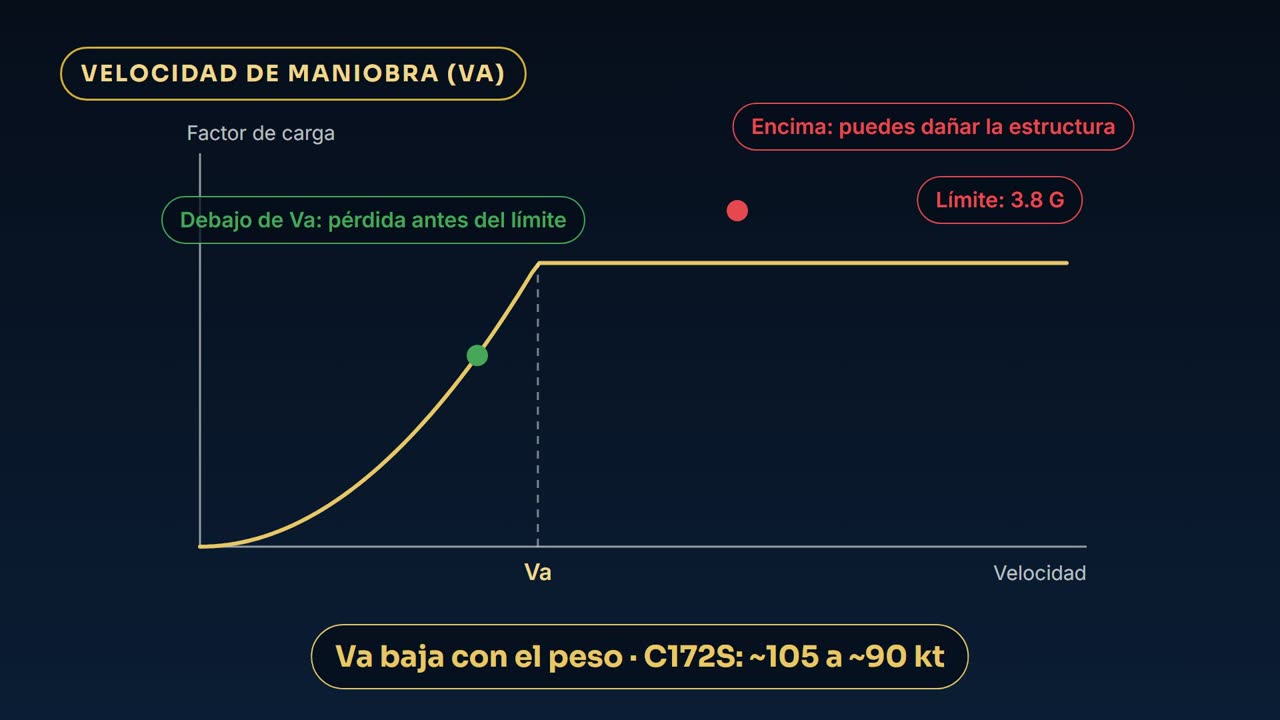 VELOCIDAD DE MANIOBRA (VA)
Factor de carga
Encima: puedes dañar la estructura
Límite: 3.8 G
Debajo de Va: pérdida antes del límite
Va
Velocidad
Va baja con el peso · C172S: ~105 a ~90 kt